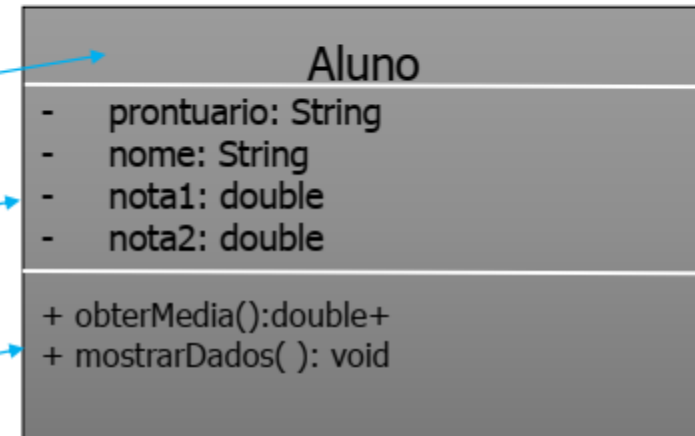 Aluno
- prontuario: String
- nome: String
- nota1: double
- nota2: double
+ obterMedia():double+
+ mostrarDados( ): void